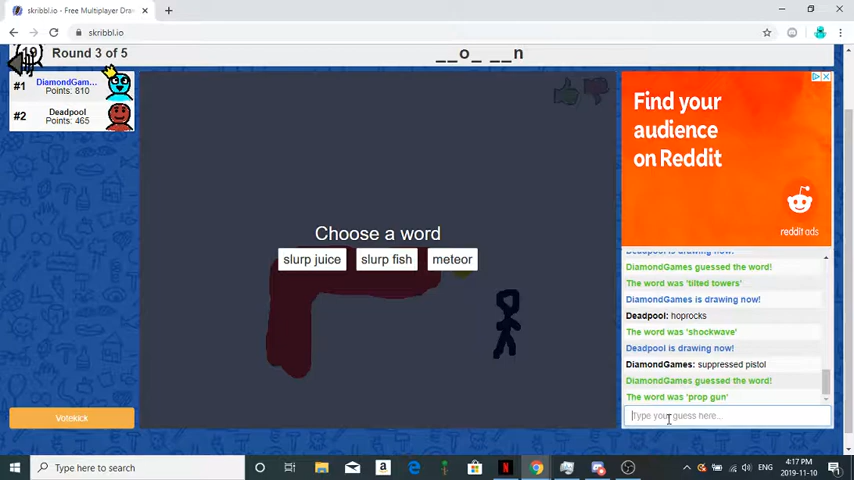 skribbl.io - Free Multiplayer Dra
skribbl.io
Round 3 of 5
__o_ __n
#1
DiamondGam...
Points: 810
#2
Deadpool
Points: 465
Choose a word
slurp juice
slurp fish
meteor
Votekick
Find your
audience
on Reddit
reddit ads
Deadpool is drawing now!
DiamondGames guessed the word!
The word was 'tilted towers'
DiamondGames is drawing now!
Deadpool: hoprocks
The word was 'shockwave'
Deadpool is drawing now!
DiamondGames: suppressed pistol
DiamondGames guessed the word!
The word was 'prop gun'
Type your guess here...
Type here to search
ENG
4:17 PM
2019-11-10